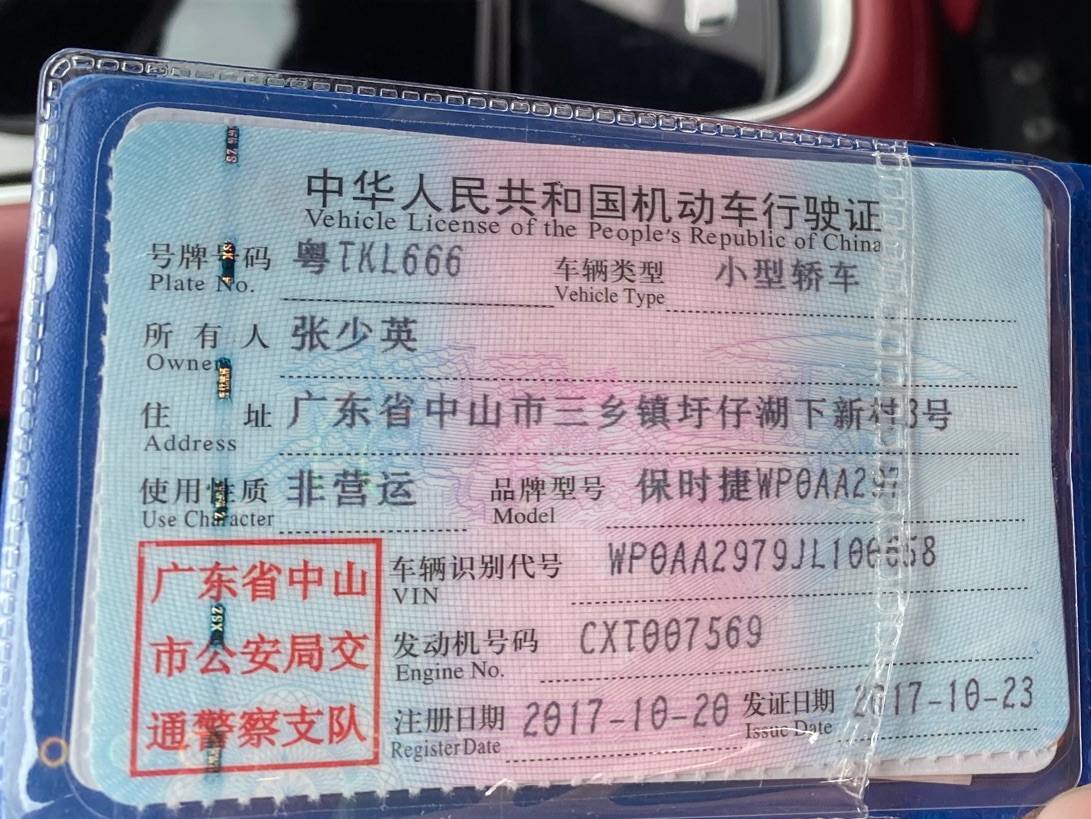 中华人民共和国机动车行驶证
Vehicle License of the People's Republic of China
号牌号码 粤TKL666 车辆类型 小型轿车
Plate No. Vehicle Type
所有人 张少英
Owner
住址 广东省中山市三乡镇圩仔湖下新村3号
Address
使用性质 非营运 品牌型号 保时捷WP0AA297
Use Character Model
广东省中山
市公安局交
通警察支队
车辆识别代号
VIN
发动机号码 CXT007569
Engine No.
注册日期 2017-10-20 发证日期 2017-10-23
Register Date Issue Date